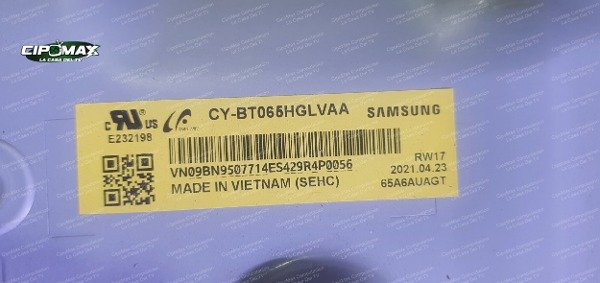 CIPOMAX
LA CASA DEL TV
CY-BT065HGLVAA SAMSUNG
c RU US
E232198
RW17
VN09BN9507714ES429R4P0056
2021.04.23
MADE IN VIETNAM (SEHC)
65A6AUAGT